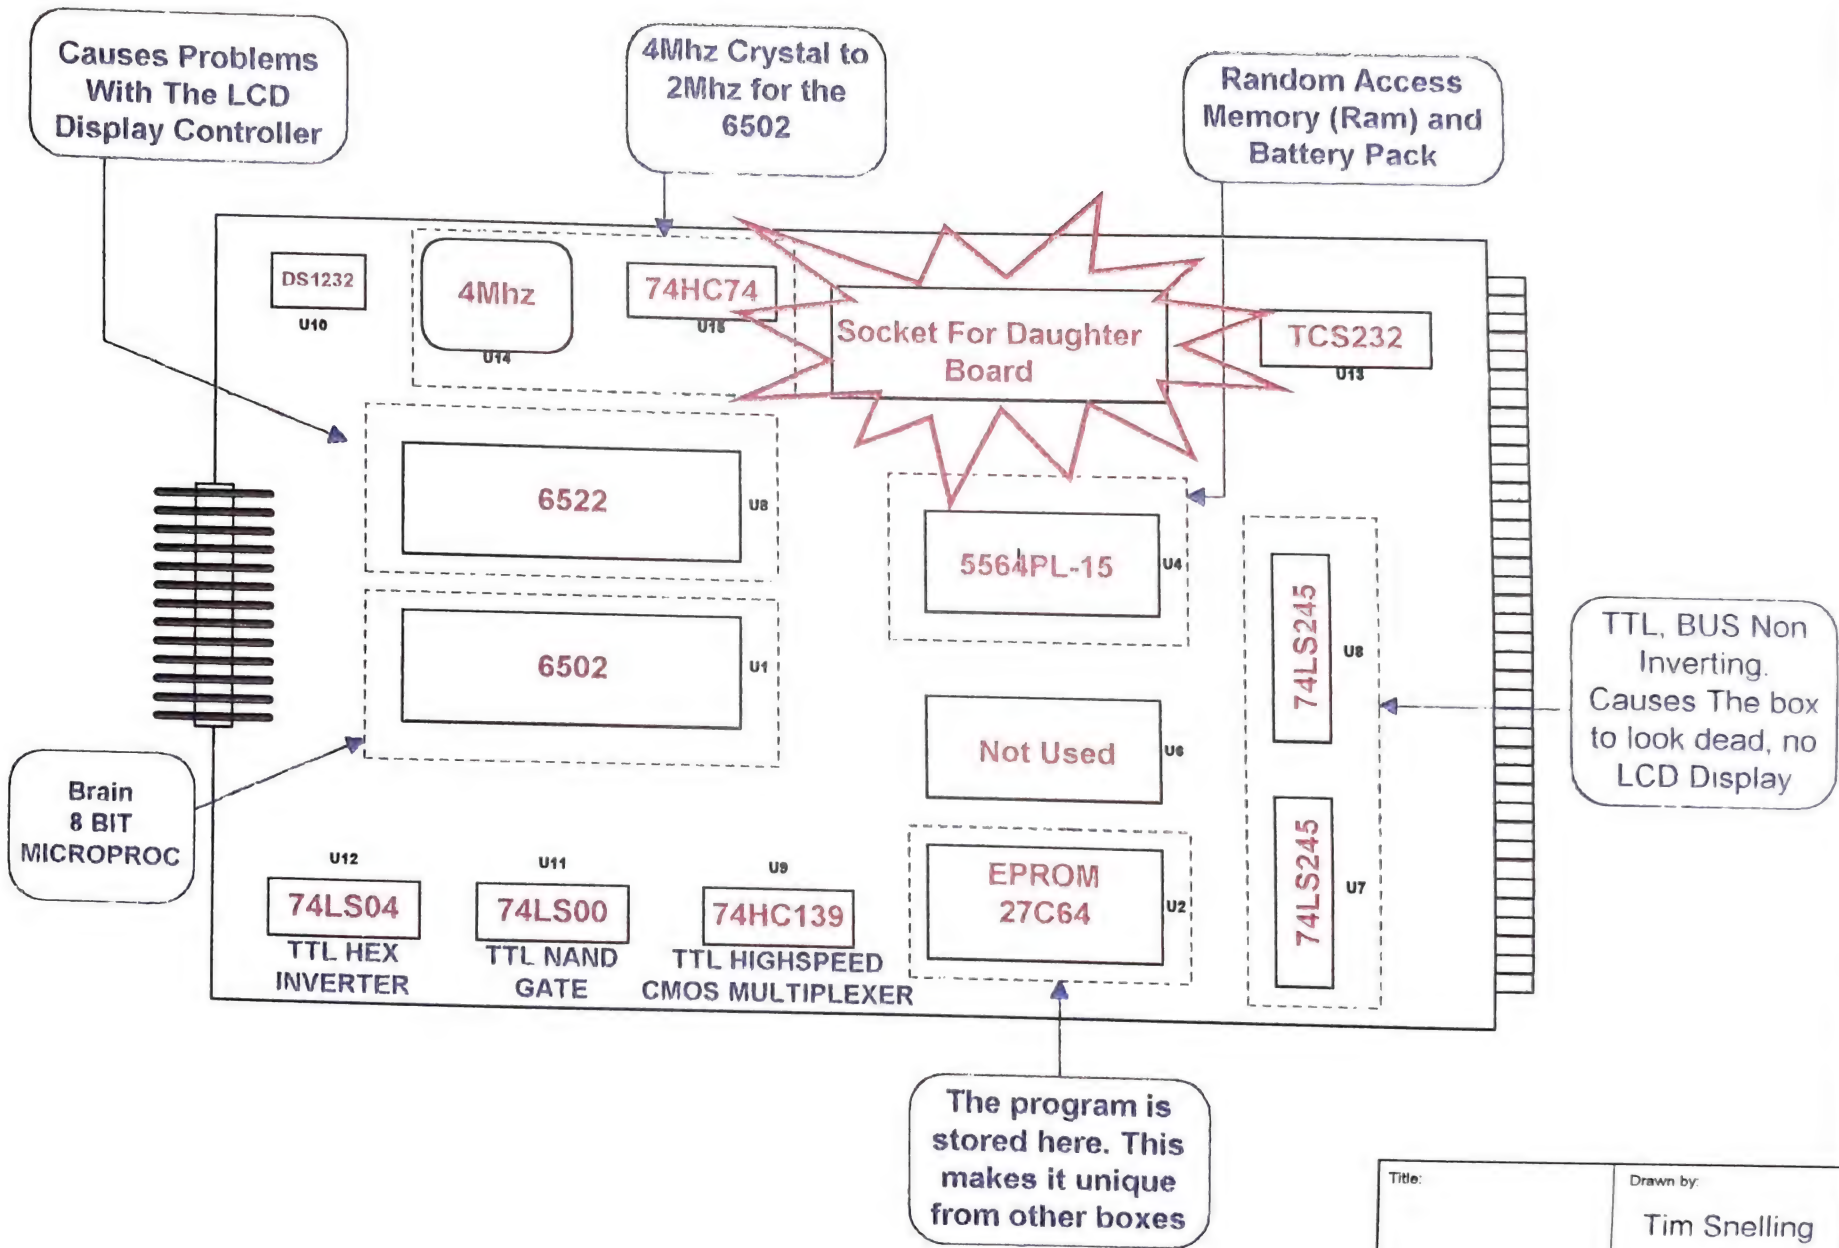 Causes Problems
With The LCD
Display Controller
4Mhz Crystal to
2Mhz for the
6502
Random Access
Memory (Ram) and
Battery Pack
DS1232
U10
4Mhz
U14
74HC74
U15
Socket For Daughter
Board
TCS232
U13
6522
U8
5564PL-15
U4
6502
U1
74LS245
U8
TTL, BUS Non
Inverting.
Causes The box
to look dead, no
LCD Display
Not Used
U6
Brain
8 BIT
MICROPROC
U12
74LS04
TTL HEX
INVERTER
U11
74LS00
TTL NAND
GATE
U9
74HC139
TTL HIGHSPEED
CMOS MULTIPLEXER
EPROM
27C64
U2
74LS245
U7
The program is
stored here. This
makes it unique
from other boxes
Title:
Drawn by:
Tim Snelling